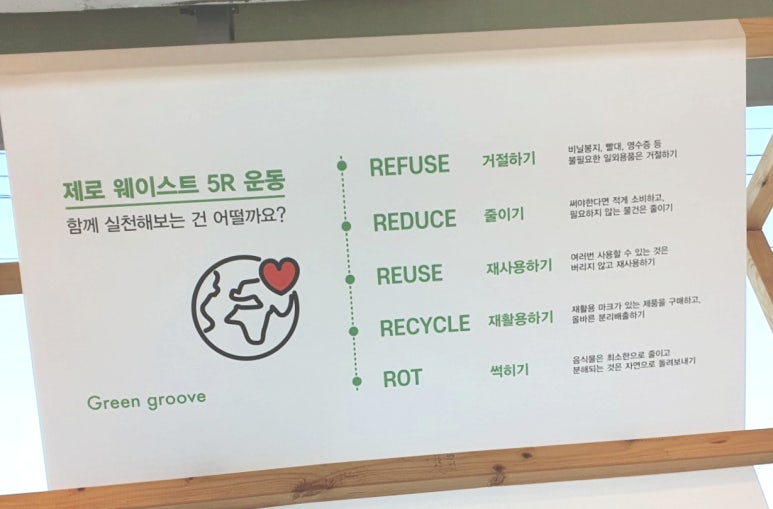 제로 웨이스트 5R 운동
함께 실천해보는 건 어떨까요?
Green groove
REFUSE 거절하기
비닐봉지, 빨대, 영수증 등
불필요한 일회용품은 거절하기
REDUCE 줄이기
써야한다면 적게 소비하고,
필요하지 않는 물건은 줄이기
REUSE 재사용하기
여러번 사용할 수 있는 것은
버리지 않고 재사용하기
RECYCLE 재활용하기
재활용 마크가 있는 제품을 구매하고,
올바른 분리배출하기
ROT 썩히기
음식물은 최소한으로 줄이고
분해되는 것은 자연으로 돌려보내기